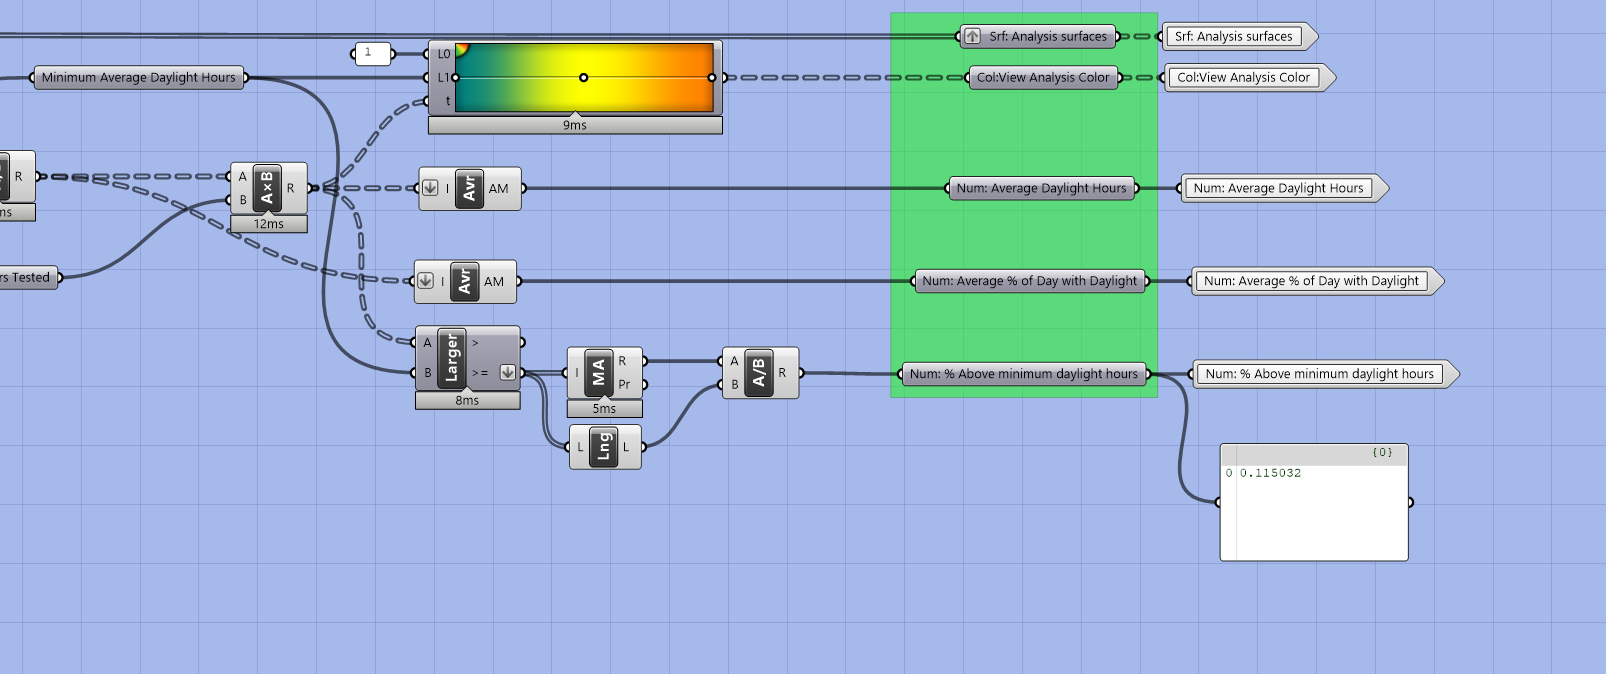 Srf: Analysis surfaces
Srf: Analysis surfaces
1
L0
L1
t
9ms
Minimum Average Daylight Hours
Col:View Analysis Color
Col:View Analysis Color
R
ms
A
B
A×B
R
12ms
I
Avr
AM
Num: Average Daylight Hours
Num: Average Daylight Hours
rs Tested
I
Avr
AM
Num: Average % of Day with Daylight
Num: Average % of Day with Daylight
A
B
Larger
>
>=
8ms
I
MA
R
Pr
5ms
A
B
A/B
R
Num: % Above minimum daylight hours
Num: % Above minimum daylight hours
L
Lng
L
{0}
0 0.115032